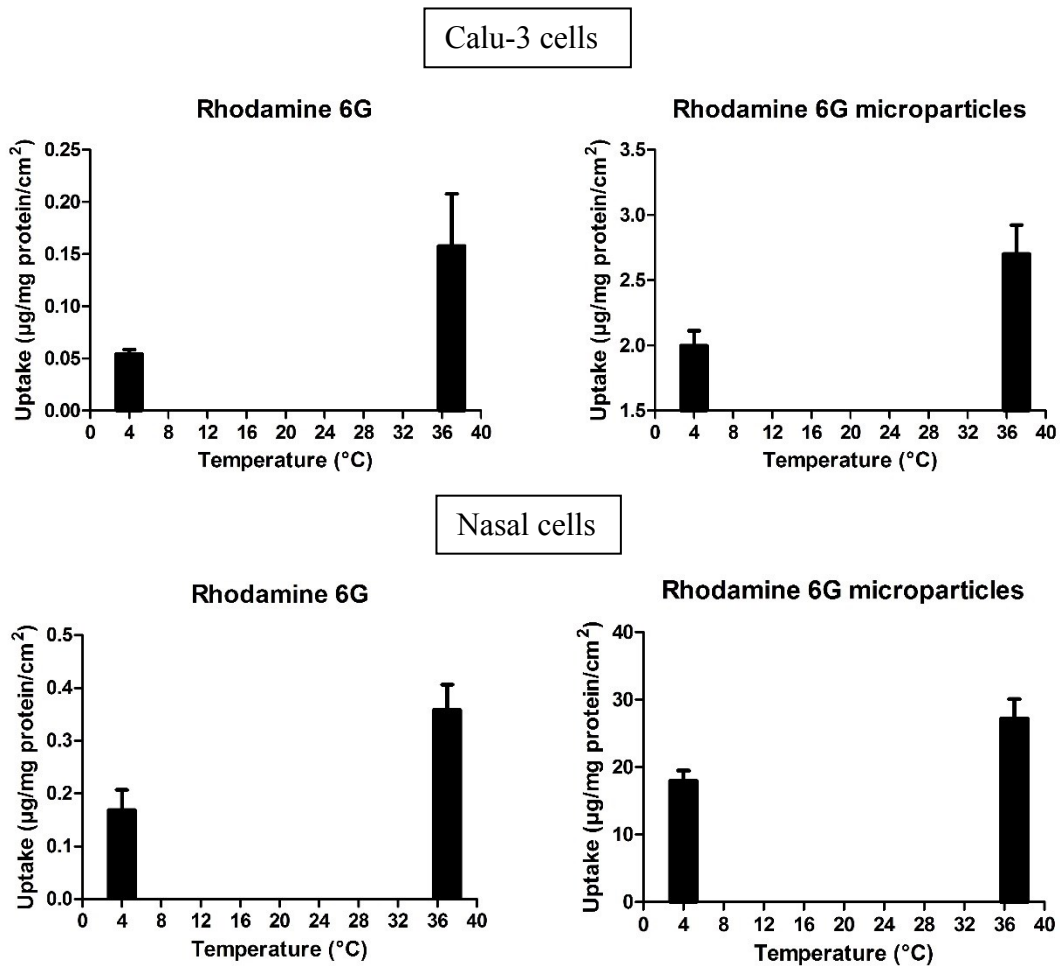 Calu-3 cells
Rhodamine 6G
Uptake (µg/mg protein/cm²)
0.25
0.20
0.15
0.10
0.05
0.00
0 4 8 12 16 20 24 28 32 36 40
Temperature (°C)
Rhodamine 6G microparticles
Uptake (µg/mg protein/cm²)
3.5
3.0
2.5
2.0
1.5
0 4 8 12 16 20 24 28 32 36 40
Temperature (°C)
Nasal cells
Rhodamine 6G
Uptake (µg/mg protein/cm²)
0.5
0.4
0.3
0.2
0.1
0.0
0 4 8 12 16 20 24 28 32 36 40
Temperature (°C)
Rhodamine 6G microparticles
Uptake (µg/mg protein/cm²)
40
30
20
10
0
0 4 8 12 16 20 24 28 32 36 40
Temperature (°C)